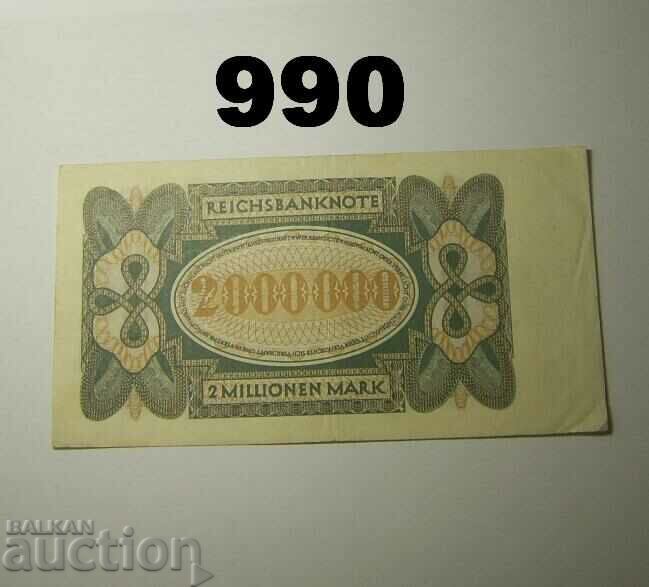 990
REICHSBANKNOTE
2000000
2 MILLIONEN MARK
BALKAN
auction